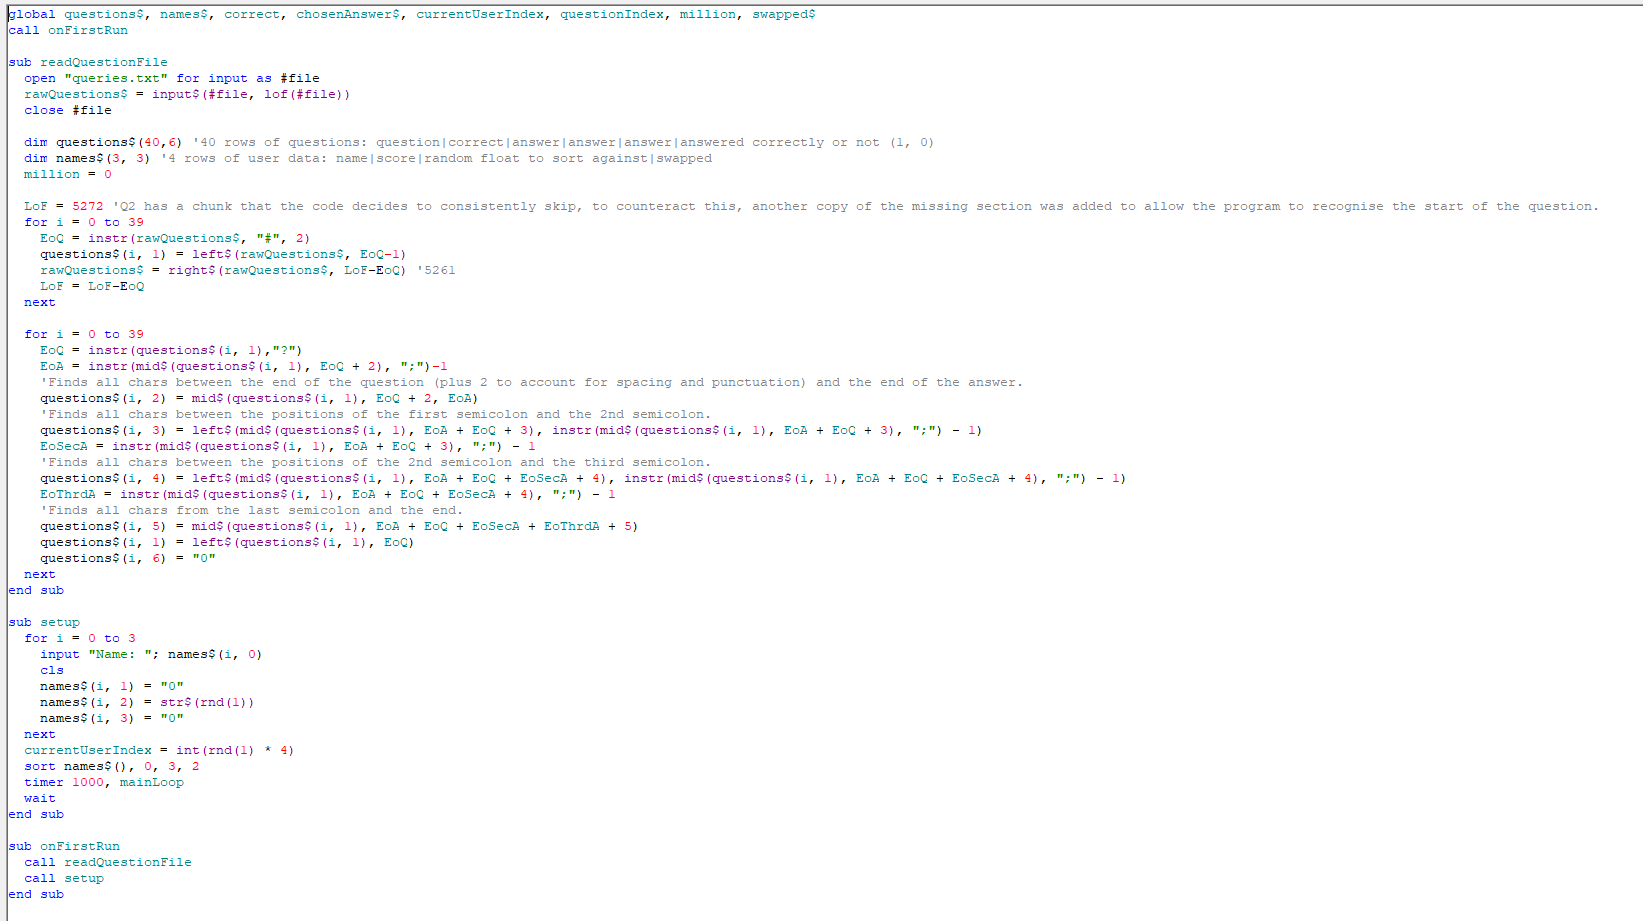 global questions$, names$, correct, chosenAnswer$, currentUserIndex, questionIndex, million, swapped$
call onFirstRun

sub readQuestionFile
  open "queries.txt" for input as #file
  rawQuestions$ = input$(#file, lof(#file))
  close #file

  dim questions$(40,6) '40 rows of questions: question|correct|answer|answer|answer|answered correctly or not (1, 0)
  dim names$(3, 3) '4 rows of user data: name|score|random float to sort against|swapped
  million = 0

  LoF = 5272 'Q2 has a chunk that the code decides to consistently skip, to counteract this, another copy of the missing section was added to allow the program to recognise the start of the question.
  for i = 0 to 39
    EoQ = instr(rawQuestions$, "#", 2)
    questions$(i, 1) = left$(rawQuestions$, EoQ-1)
    rawQuestions$ = right$(rawQuestions$, LoF-EoQ) '5261
    LoF = LoF-EoQ
  next

  for i = 0 to 39
    EoQ = instr(questions$(i, 1),"?")
    EoA = instr(mid$(questions$(i, 1), EoQ + 2), ";")-1
    'Finds all chars between the end of the question (plus 2 to account for spacing and punctuation) and the end of the answer.
    questions$(i, 2) = mid$(questions$(i, 1), EoQ + 2, EoA)
    'Finds all chars between the positions of the first semicolon and the 2nd semicolon.
    questions$(i, 3) = left$(mid$(questions$(i, 1), EoA + EoQ + 3), instr(mid$(questions$(i, 1), EoA + EoQ + 3), ";") - 1)
    EoSecA = instr(mid$(questions$(i, 1), EoA + EoQ + 3), ";") - 1
    'Finds all chars between the positions of the 2nd semicolon and the third semicolon.
    questions$(i, 4) = left$(mid$(questions$(i, 1), EoA + EoQ + EoSecA + 4), instr(mid$(questions$(i, 1), EoA + EoQ + EoSecA + 4), ";") - 1)
    EoThrdA = instr(mid$(questions$(i, 1), EoA + EoQ + EoSecA + 4), ";") - 1
    'Finds all chars from the last semicolon and the end.
    questions$(i, 5) = mid$(questions$(i, 1), EoA + EoQ + EoSecA + EoThrdA + 5)
    questions$(i, 1) = left$(questions$(i, 1), EoQ)
    questions$(i, 6) = "0"
  next
end sub

sub setup
  for i = 0 to 3
    input "Name: "; names$(i, 0)
    cls
    names$(i, 1) = "0"
    names$(i, 2) = str$(rnd(1))
    names$(i, 3) = "0"
  next
  currentUserIndex = int(rnd(1) * 4)
  sort names$(), 0, 3, 2
  timer 1000, mainLoop
  wait
end sub

sub onFirstRun
  call readQuestionFile
  call setup
end sub